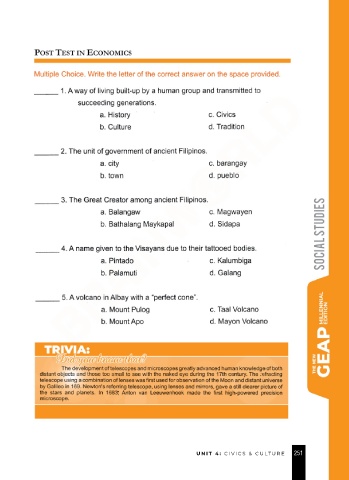 POST TEST IN ECONOMICS
Multiple Choice. Write the letter of the correct answer on the space provided.
______ 1. A way of living built-up by a human group and transmitted to
succeeding generations.
a. History c. Civics
b. Culture d. Tradition
______ 2. The unit of government of ancient Filipinos.
a. city c. barangay
b. town d. pueblo
______ 3. The Great Creator among ancient Filipinos.
a. Balangaw c. Magwayen
b. Bathalang Maykapal d. Sidapa
______ 4. A name given to the Visayans due to their tattooed bodies.
a. Pintado c. Kalumbiga
b. Palamuti d. Galang
______ 5. A volcano in Albay with a "perfect cone".
a. Mount Pulog c. Taal Volcano
b. Mount Apo d. Mayon Volcano
TRIVIA:
Did you know that?
The development of telescopes and microscopes greatly advanced human knowledge of both
distant objects and those too small to see with the naked eye during the 17th century. The
telescope using a combination of lenses was first used for observation of the Moon and distant universe
by Galileo in 169. Newton's referring telescope, using lenses and mirrors, gave a still clearer picture of
the stars and planets. In 1683 Anton van Leeuwenhoek made the first high-powered precision
microscope.
SOCIAL STUDIES
THE NEW
GEAP MILLENNIAL
EDITION
UNIT 4| CIVICS & CULTURE 251